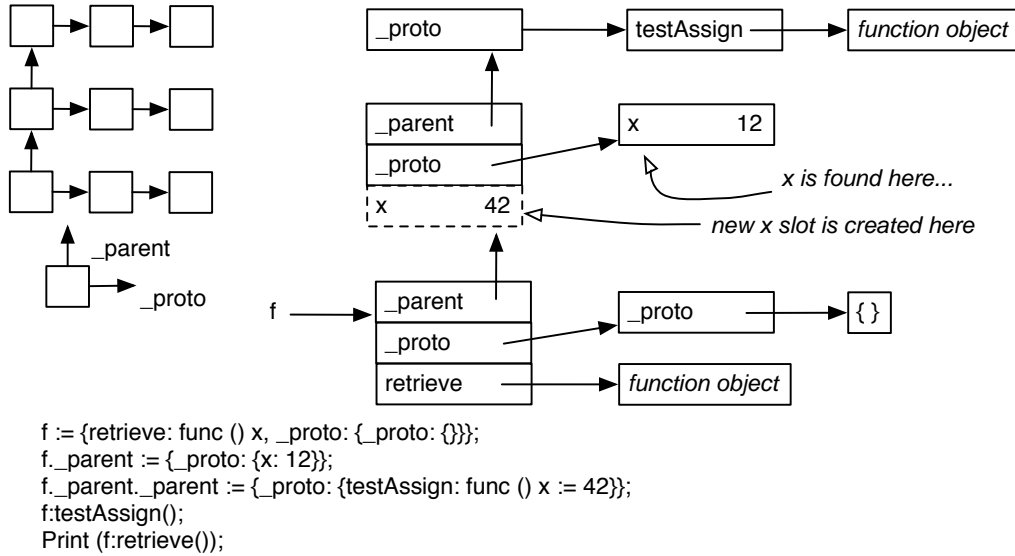 _proto
testAssign
function object
_parent
_proto
x 12
x is found here...
x 42
new x slot is created here
_parent
_proto
f
_parent
_proto
{ }
_proto
retrieve
function object
f := {retrieve: func () x, _proto: {_proto: {}}};
f._parent := {_proto: {x: 12}};
f._parent._parent := {_proto: {testAssign: func () x := 42}};
f:testAssign();
Print (f:retrieve());